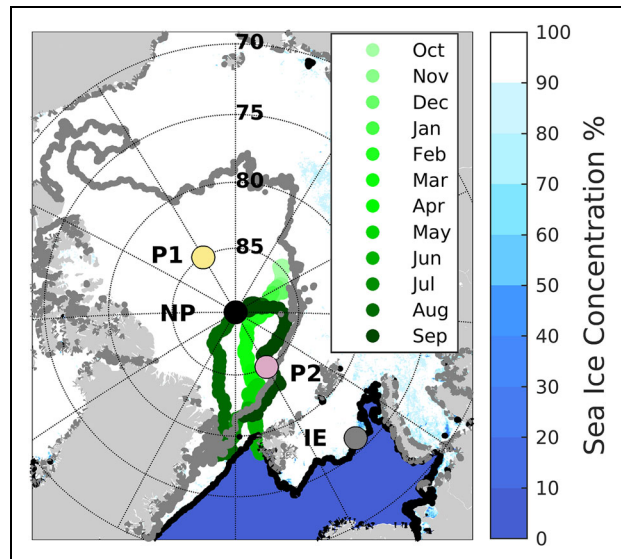 70
75
80
85
P1
NP
P2
IE
Oct
Nov
Dec
Jan
Feb
Mar
Apr
May
Jun
Jul
Aug
Sep
100
90
80
70
60
50
40
30
20
10
0
Sea Ice Concentration %